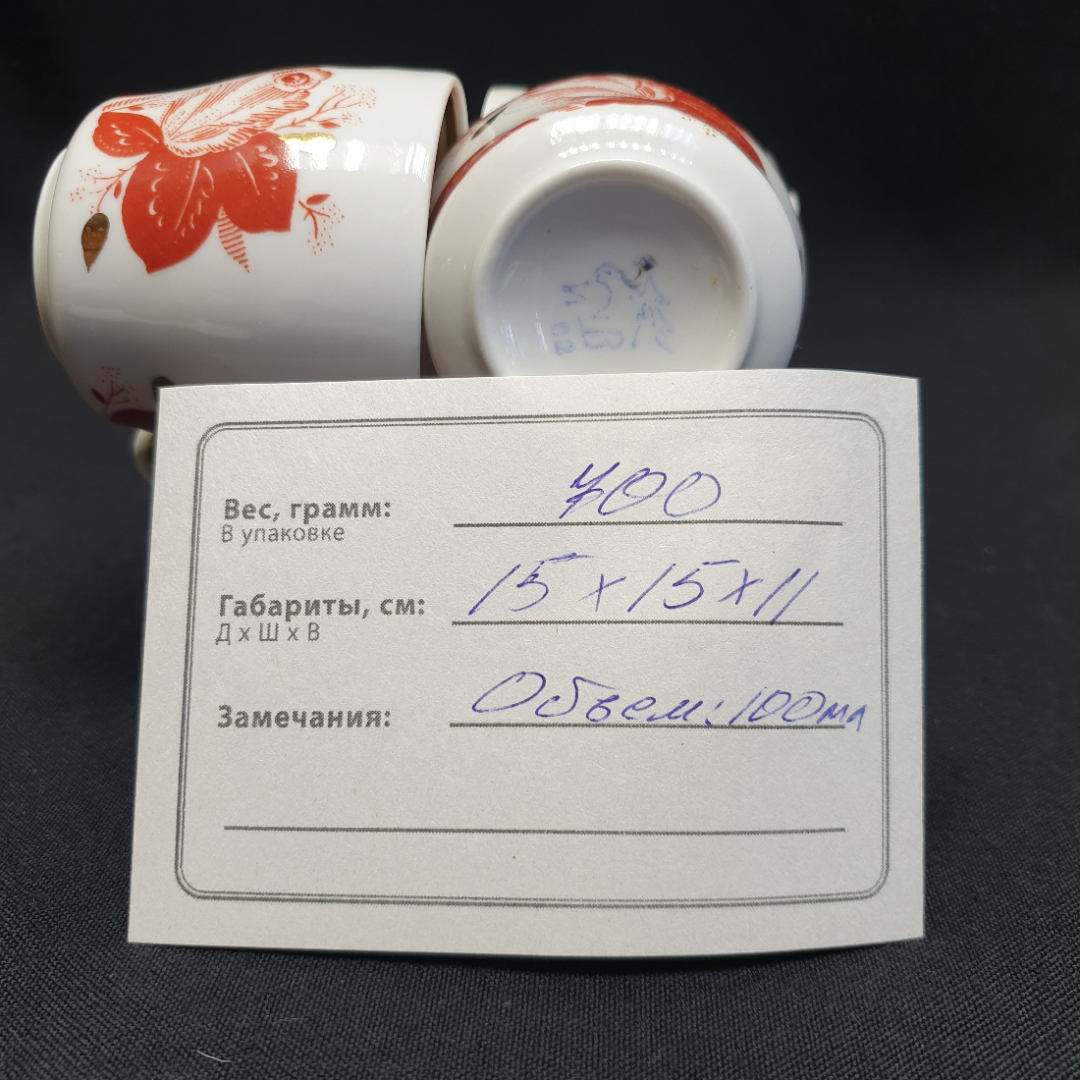 Вес, грамм: 700
В упаковке
Габариты, см: 15 x 15 x 11
Д х Ш х В
Замечания: Объем: 100мл